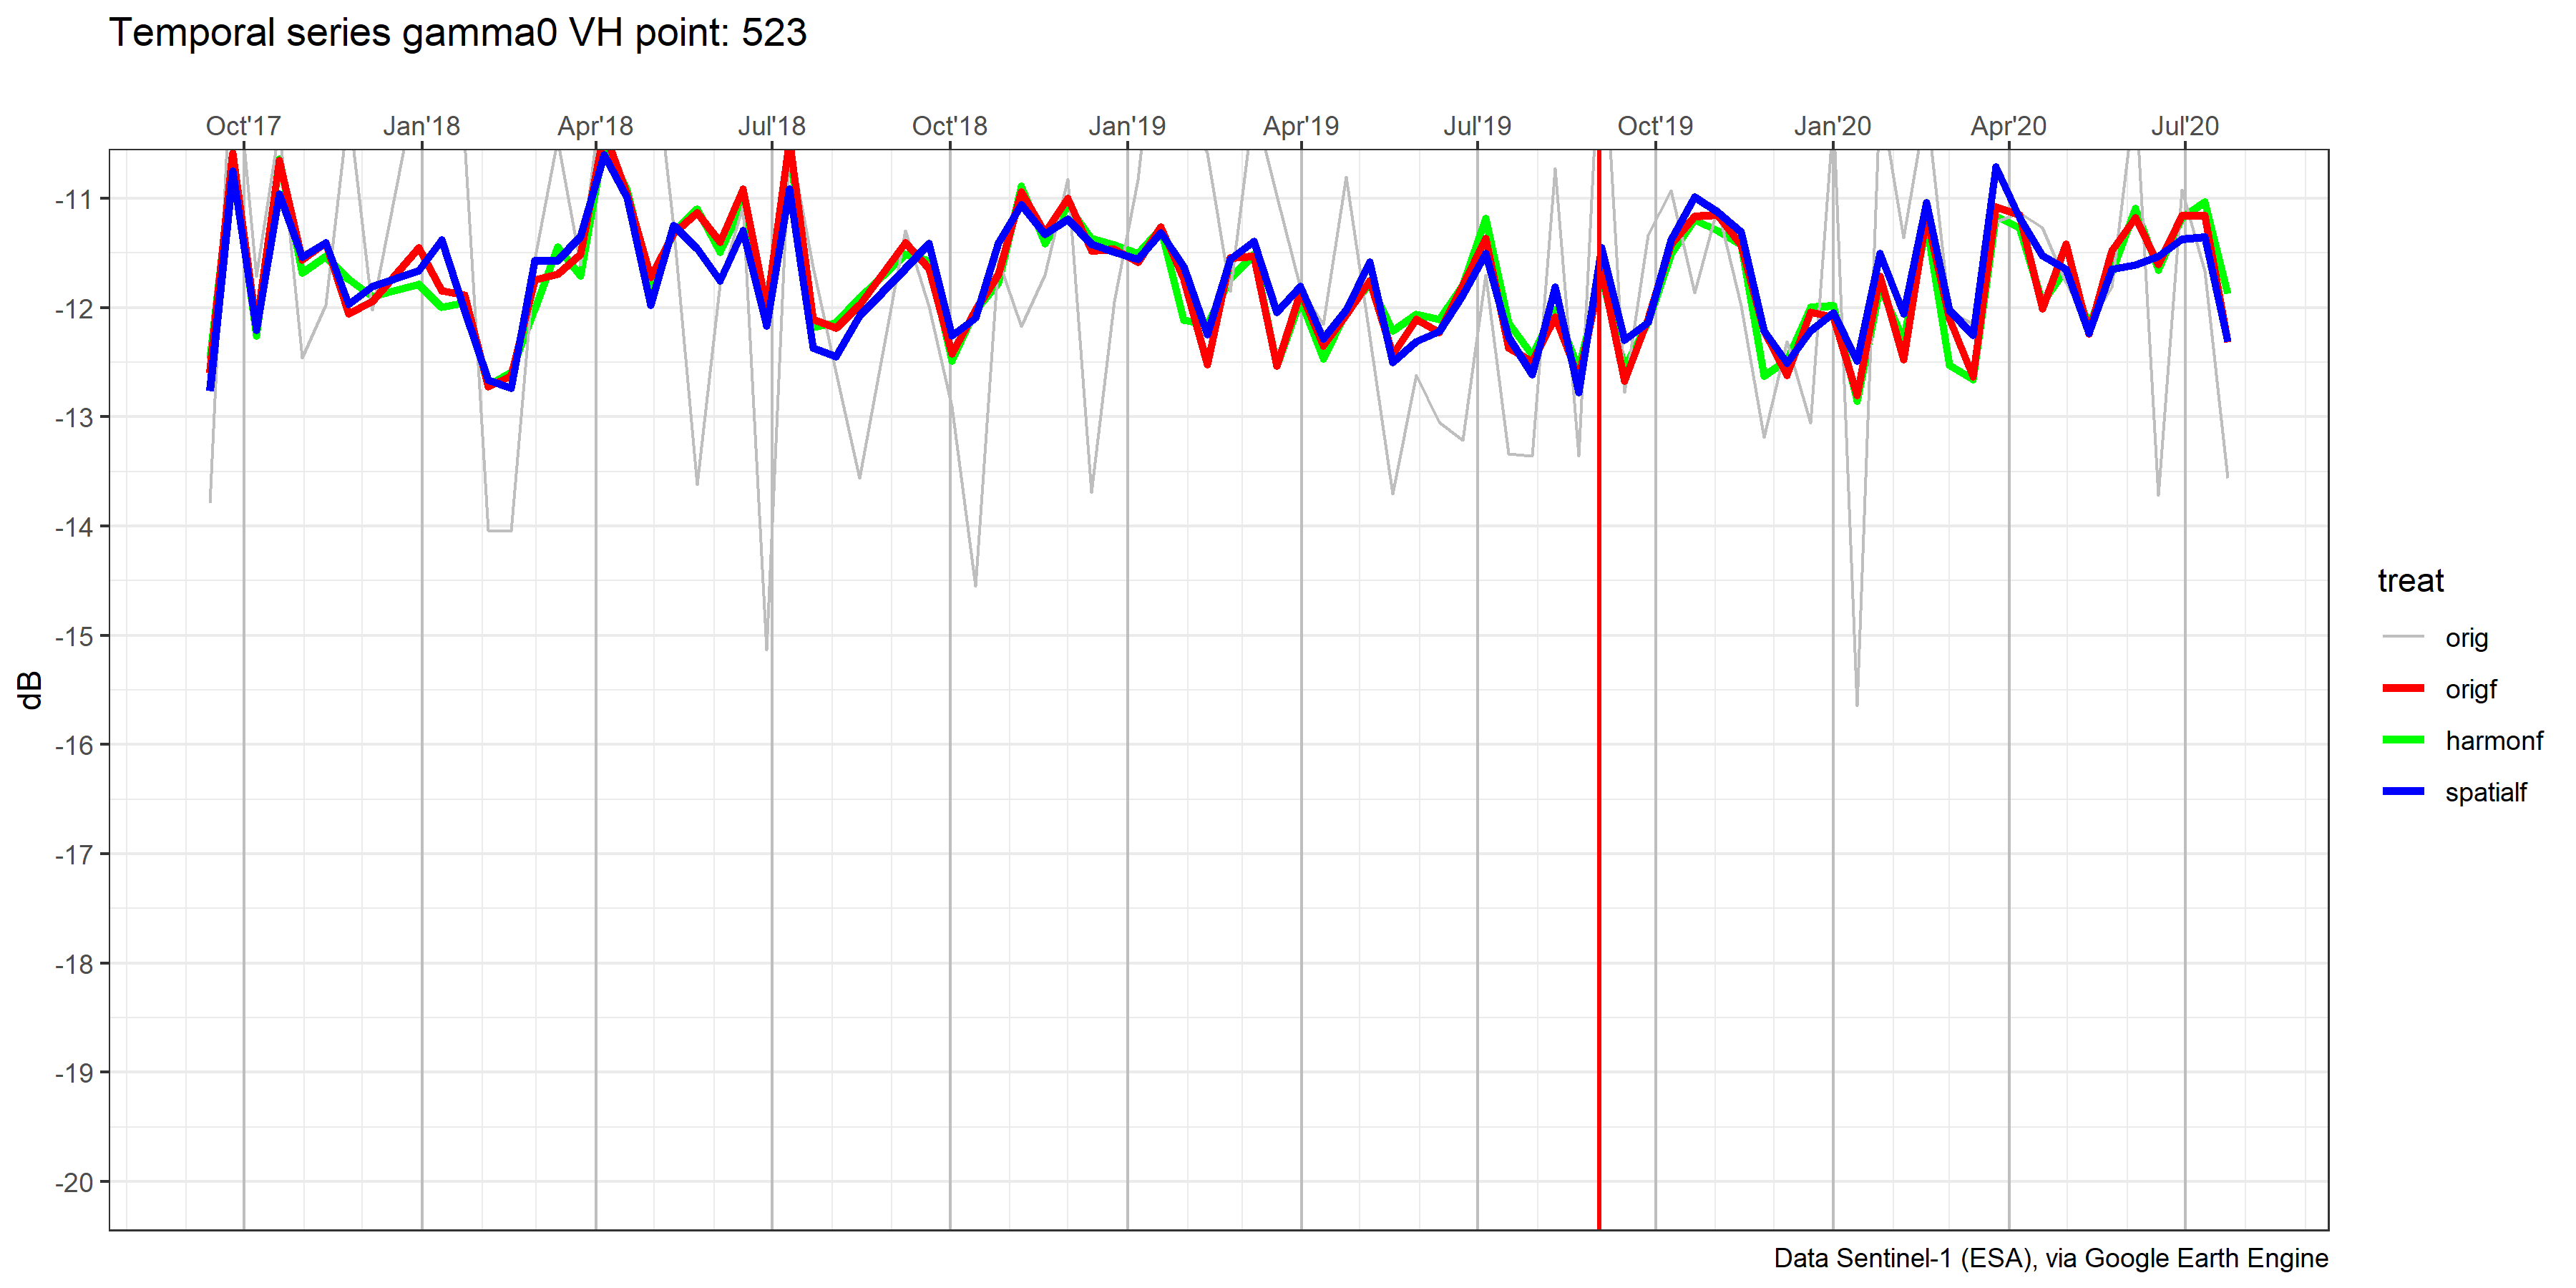 Temporal series gamma0 VH point: 523
Oct'17 Jan'18 Apr'18 Jul'18 Oct'18 Jan'19 Apr'19 Jul'19 Oct'19 Jan'20 Apr'20 Jul'20
-11
-12
-13
-14
-15
-16
-17
-18
-19
-20
dB
treat
orig
origf
harmonf
spatialf
Data Sentinel-1 (ESA), via Google Earth Engine